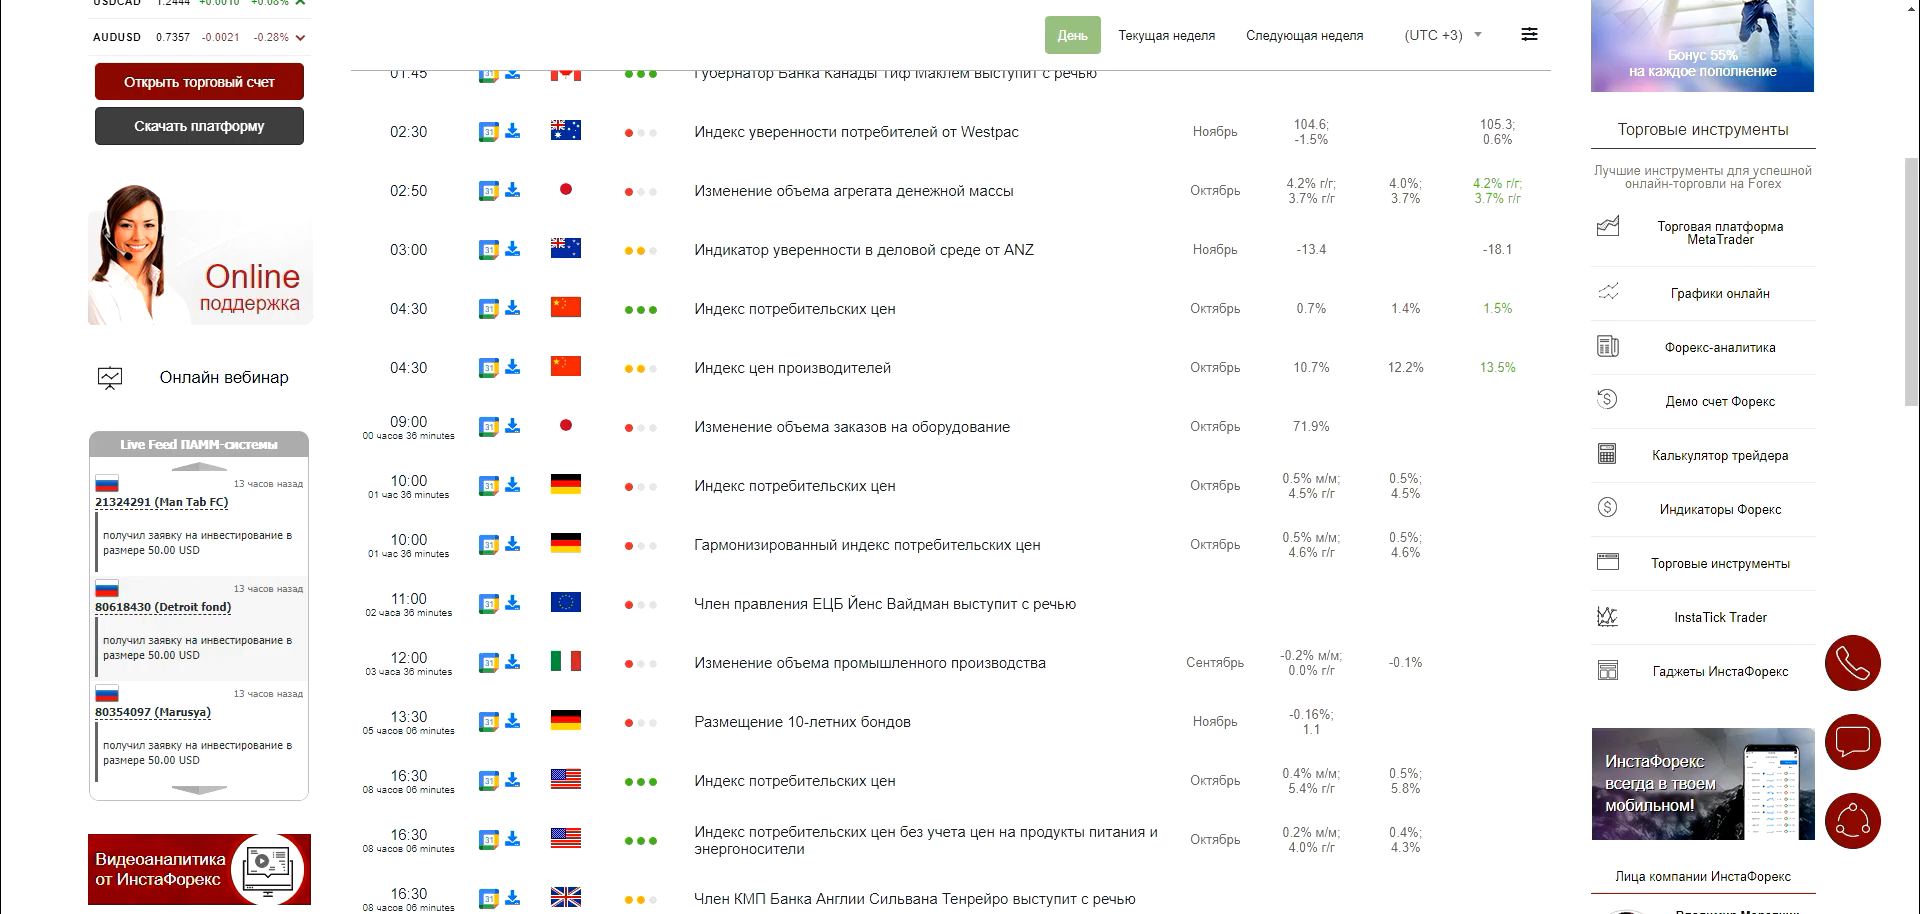 USDCAD 1.2444 +0.0010 +0.08%
AUDUSD 0.7357 -0.0021 -0.28%
Открыть торговый счет
Скачать платформу
Online
поддержка
Онлайн вебинар
Live Feed ПАММ-системы
13 часов назад
21324291 (Man Tab FC)
получил заявку на инвестирование в
размере 50.00 USD
13 часов назад
80618430 (Detroit fond)
получил заявку на инвестирование в
размере 50.00 USD
13 часов назад
80354097 (Marusya)
получил заявку на инвестирование в
размере 50.00 USD
Видеоаналитика
от ИнстаФорекс
День Текущая неделя Следующая неделя (UTC +3)
01:45 31 Губернатор Банка Канады Тиф Маклем выступит с речью
02:30 31 Индекс уверенности потребителей от Westpac Ноябрь 104.6; 105.3;
-1.5% 0.6%
02:50 31 Изменение объема агрегата денежной массы Октябрь 4.2% г/г; 4.0%; 4.2% г/г;
3.7% г/г 3.7% 3.7% г/г
03:00 31 Индикатор уверенности в деловой среде от ANZ Ноябрь -13.4 -18.1
04:30 31 Индекс потребительских цен Октябрь 0.7% 1.4% 1.5%
04:30 31 Индекс цен производителей Октябрь 10.7% 12.2% 13.5%
09:00 31 Изменение объема заказов на оборудование Октябрь 71.9%
00 часов 36 minutes
10:00 31 Индекс потребительских цен Октябрь 0.5% м/м; 0.5%;
01 час 36 minutes 4.5% г/г 4.5%
10:00 31 Гармонизированный индекс потребительских цен Октябрь 0.5% м/м; 0.5%;
01 час 36 minutes 4.6% г/г 4.6%
11:00 31 Член правления ЕЦБ Йенс Вайдман выступит с речью
02 часа 36 minutes
12:00 31 Изменение объема промышленного производства Сентябрь -0.2% м/м; -0.1%
03 часа 36 minutes 0.0% г/г
13:30 31 Размещение 10-летних бондов Ноябрь -0.16%;
05 часов 06 minutes 1.1
16:30 31 Индекс потребительских цен Октябрь 0.4% м/м; 0.5%;
08 часов 06 minutes 5.4% г/г 5.8%
16:30 31 Индекс потребительских цен без учета цен на продукты питания и Октябрь 0.2% м/м; 0.4%;
08 часов 06 minutes энергоносители 4.0% г/г 4.3%
16:30 31 Член КМП Банка Англии Сильвана Тенрейро выступит с речью
08 часов 06 minutes
Бонус 55%
на каждое пополнение
Торговые инструменты
Лучшие инструменты для успешной
онлайн-торговли на Forex
Торговая платформа
MetaTrader
Графики онлайн
Форекс-аналитика
Демо счет Форекс
Калькулятор трейдера
Индикаторы Форекс
Торговые инструменты
InstaTick Trader
Гаджеты ИнстаФорекс
ИнстаФорекс
всегда в твоем
мобильном!
Лица компании ИнстаФорекс